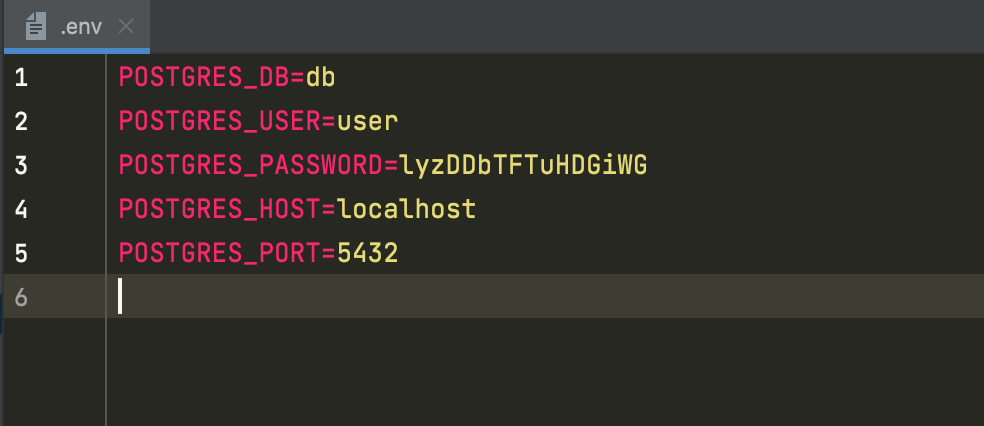 .env
1 POSTGRES_DB=db
2 POSTGRES_USER=user
3 POSTGRES_PASSWORD=lyzDDbTFTuHDGiWG
4 POSTGRES_HOST=localhost
5 POSTGRES_PORT=5432
6